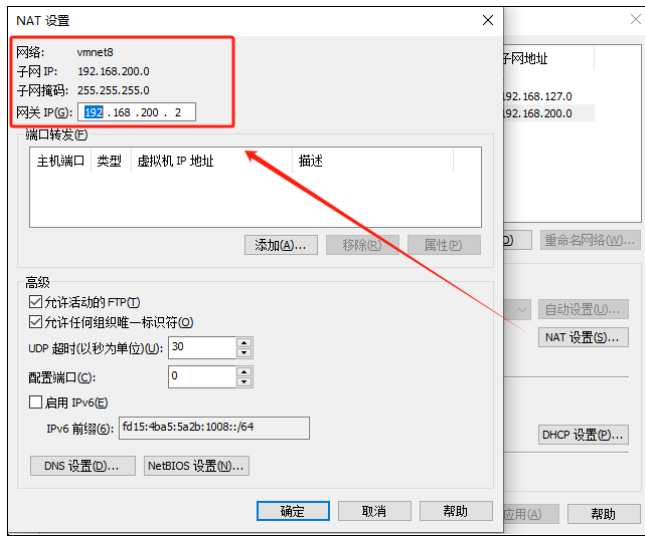 NAT 设置
网络: vmnet8
子网 IP: 192.168.200.0
子网掩码: 255.255.255.0
网关 IP(G): 192 .168 .200 . 2
端口转发(F)
主机端口 类型 虚拟机 IP 地址 描述
添加(A)... 移除(R) 属性(P)
高级
允许活动的 FTP(T)
允许任何组织唯一标识符(O)
UDP 超时(以秒为单位)(U): 30
配置端口(C): 0
启用 IPv6(E)
IPv6 前缀(6): fd15:4ba5:5a2b:1008::/64
DNS 设置(D)... NetBIOS 设置(N)...
确定 取消 帮助
子网地址
192.168.127.0
192.168.200.0
重命名网络(W)...
自动设置(U)...
NAT 设置(S)...
DHCP 设置(P)...
应用(A) 帮助